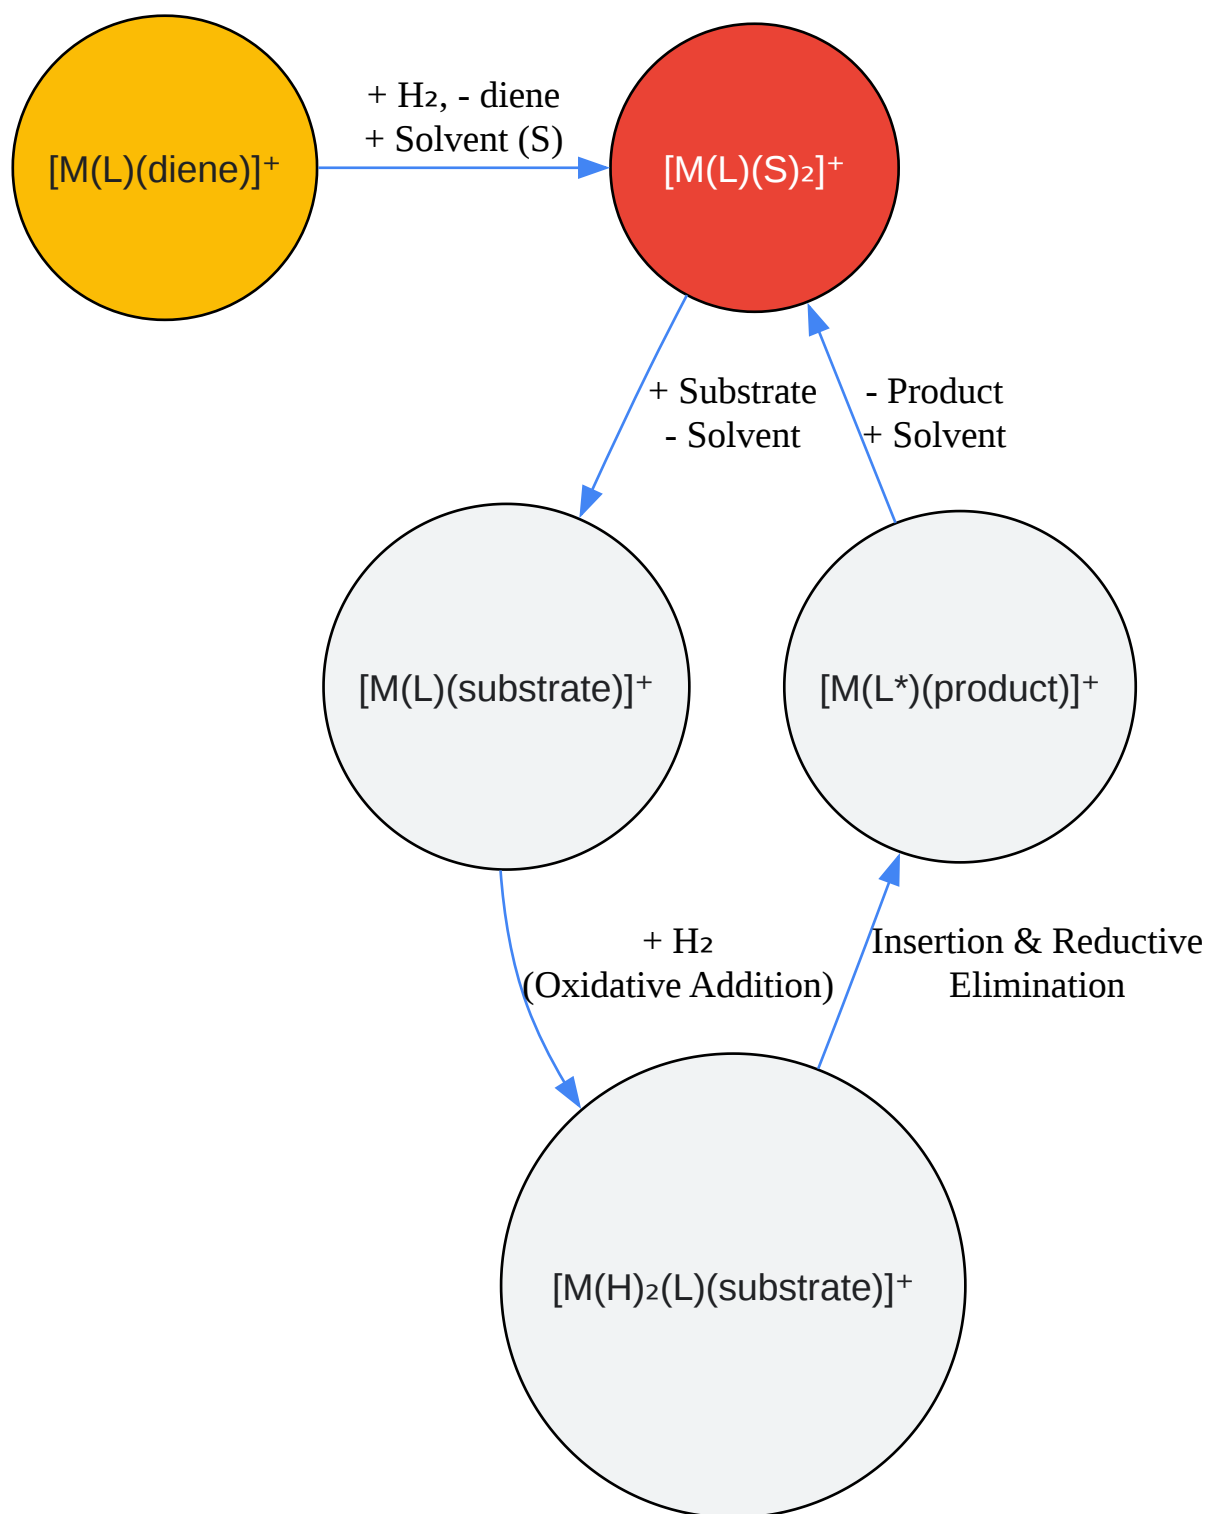 + H₂, - diene
+ Solvent (S)
[M(L)(diene)]⁺
[M(L)(S)₂]⁺
+ Substrate
- Solvent
- Product
+ Solvent
[M(L)(substrate)]⁺
[M(L*)(product)]⁺
+ H₂
(Oxidative Addition)
Insertion & Reductive
Elimination
[M(H)₂(L)(substrate)]⁺